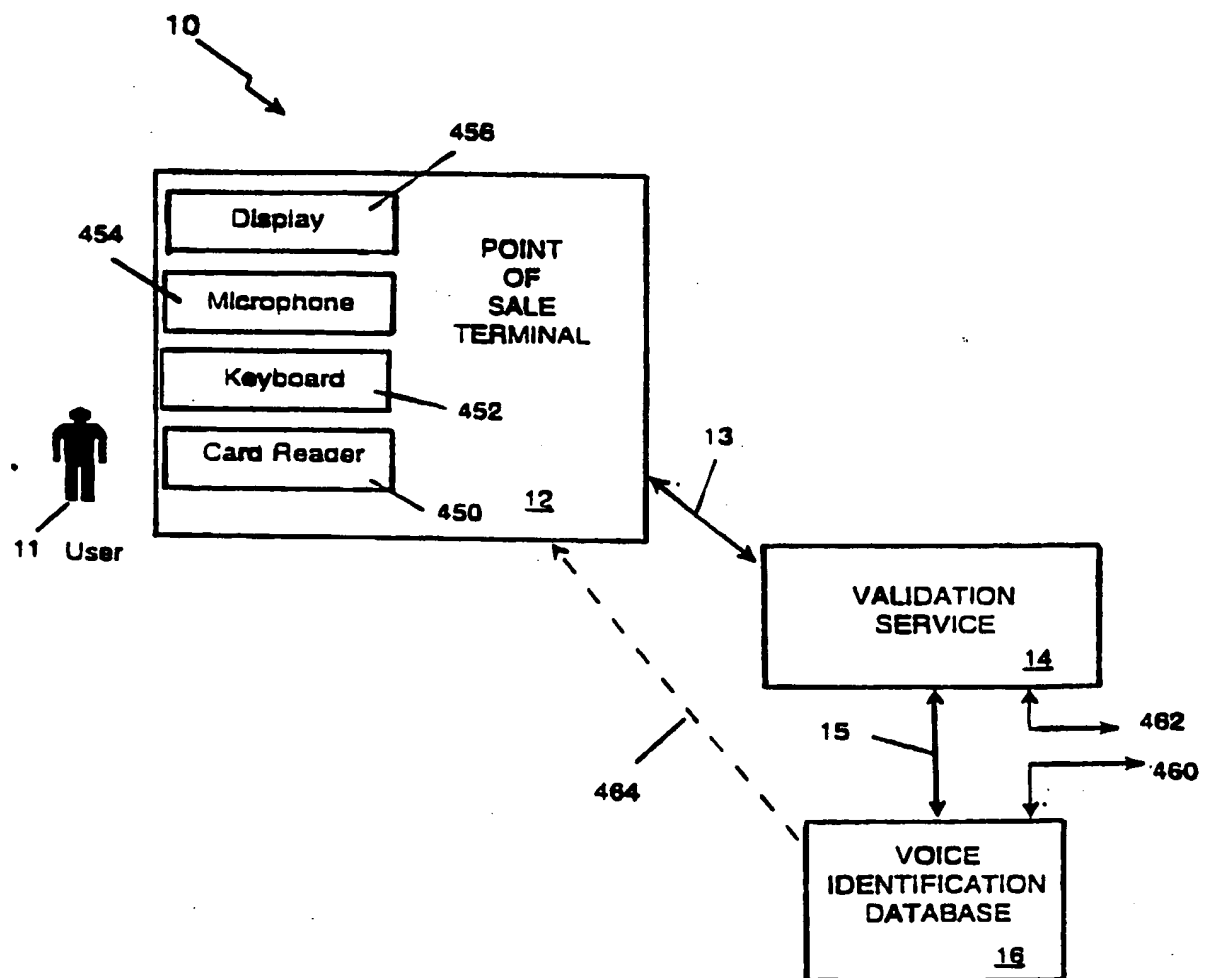 10
456
Display
454
POINT
OF
SALE
TERMINAL
Microphone
Keyboard
452
Card Reader
450
12
13
11 User
VALIDATION
SERVICE
14
15
462
460
464
VOICE
IDENTIFICATION
DATABASE
16